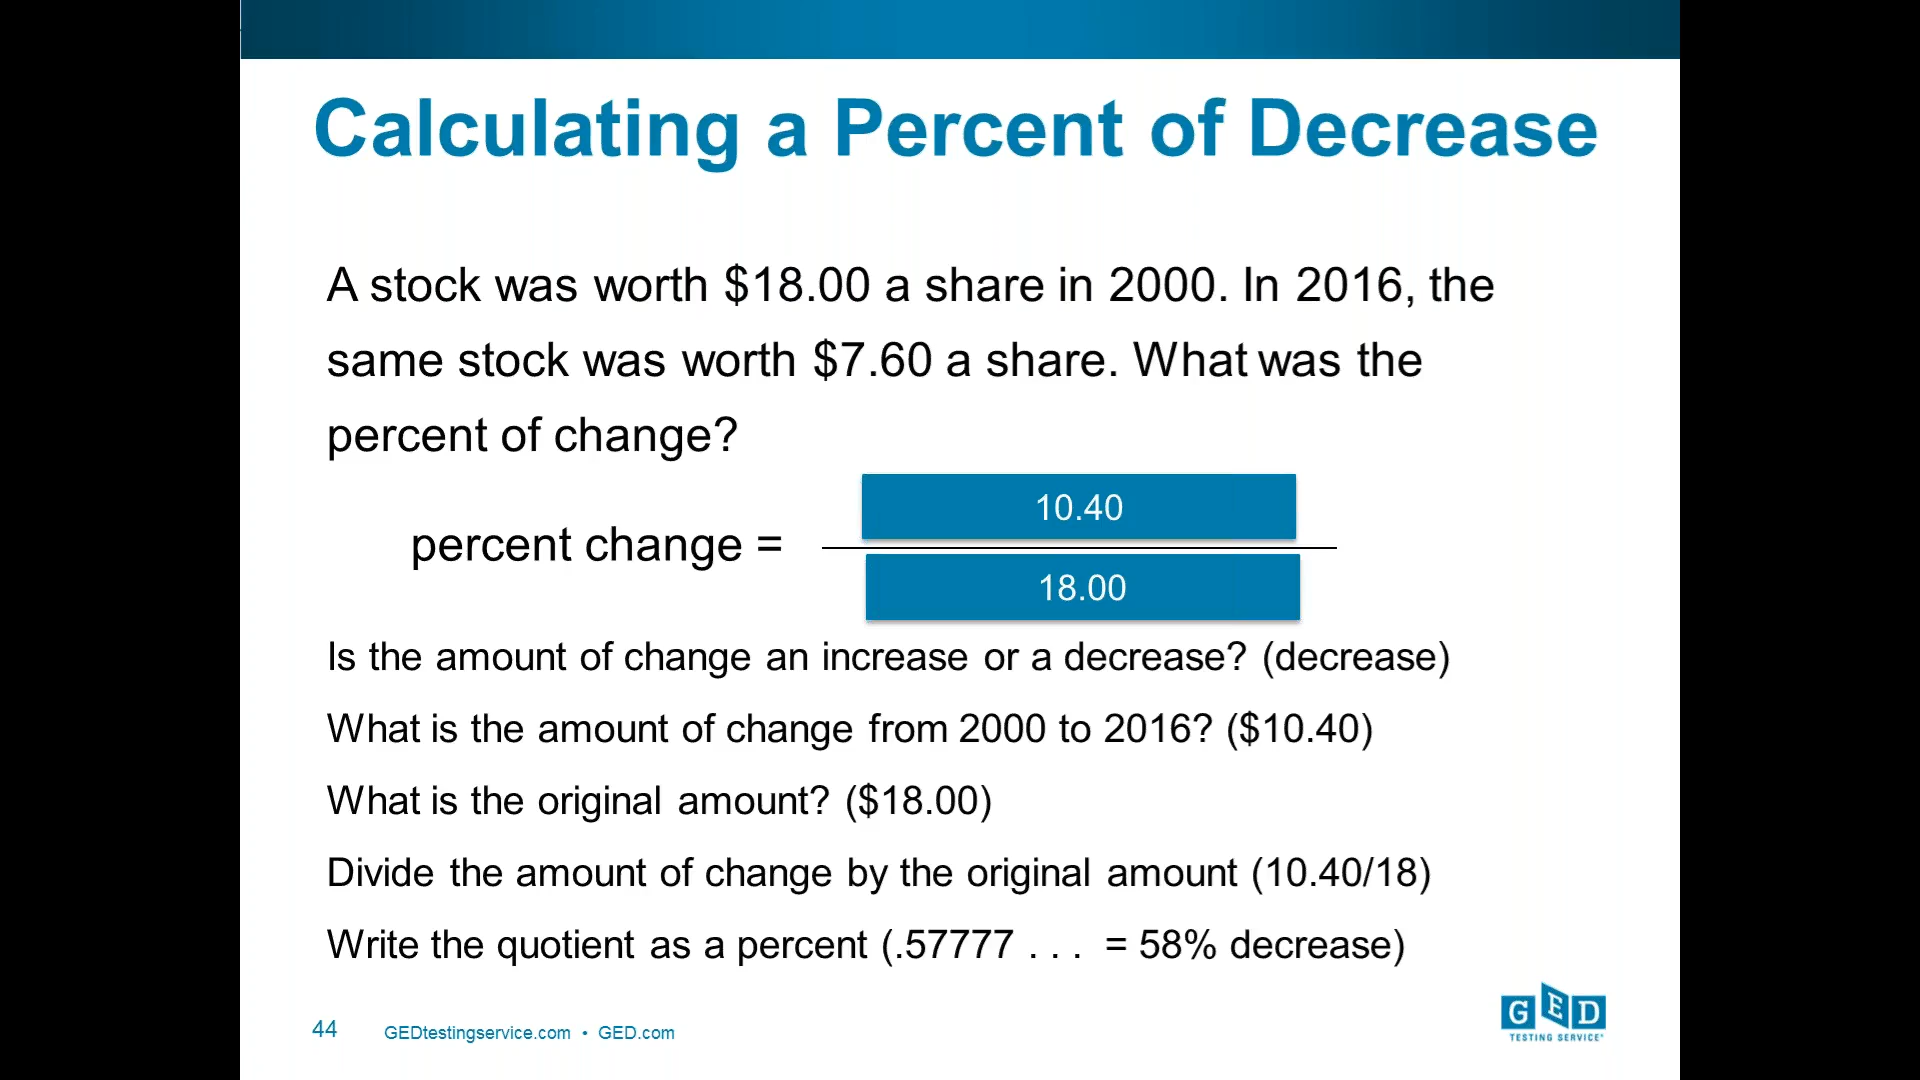 Calculating a Percent of Decrease
A stock was worth $18.00 a share in 2000. In 2016, the
same stock was worth $7.60 a share. What was the
percent of change?
percent change =
10.40
18.00
Is the amount of change an increase or a decrease? (decrease)
What is the amount of change from 2000 to 2016? ($10.40)
What is the original amount? ($18.00)
Divide the amount of change by the original amount (10.40/18)
Write the quotient as a percent (.57777 . . . = 58% decrease)
44
GEDtestingservice.com • GED.com
GED
TESTING SERVICE